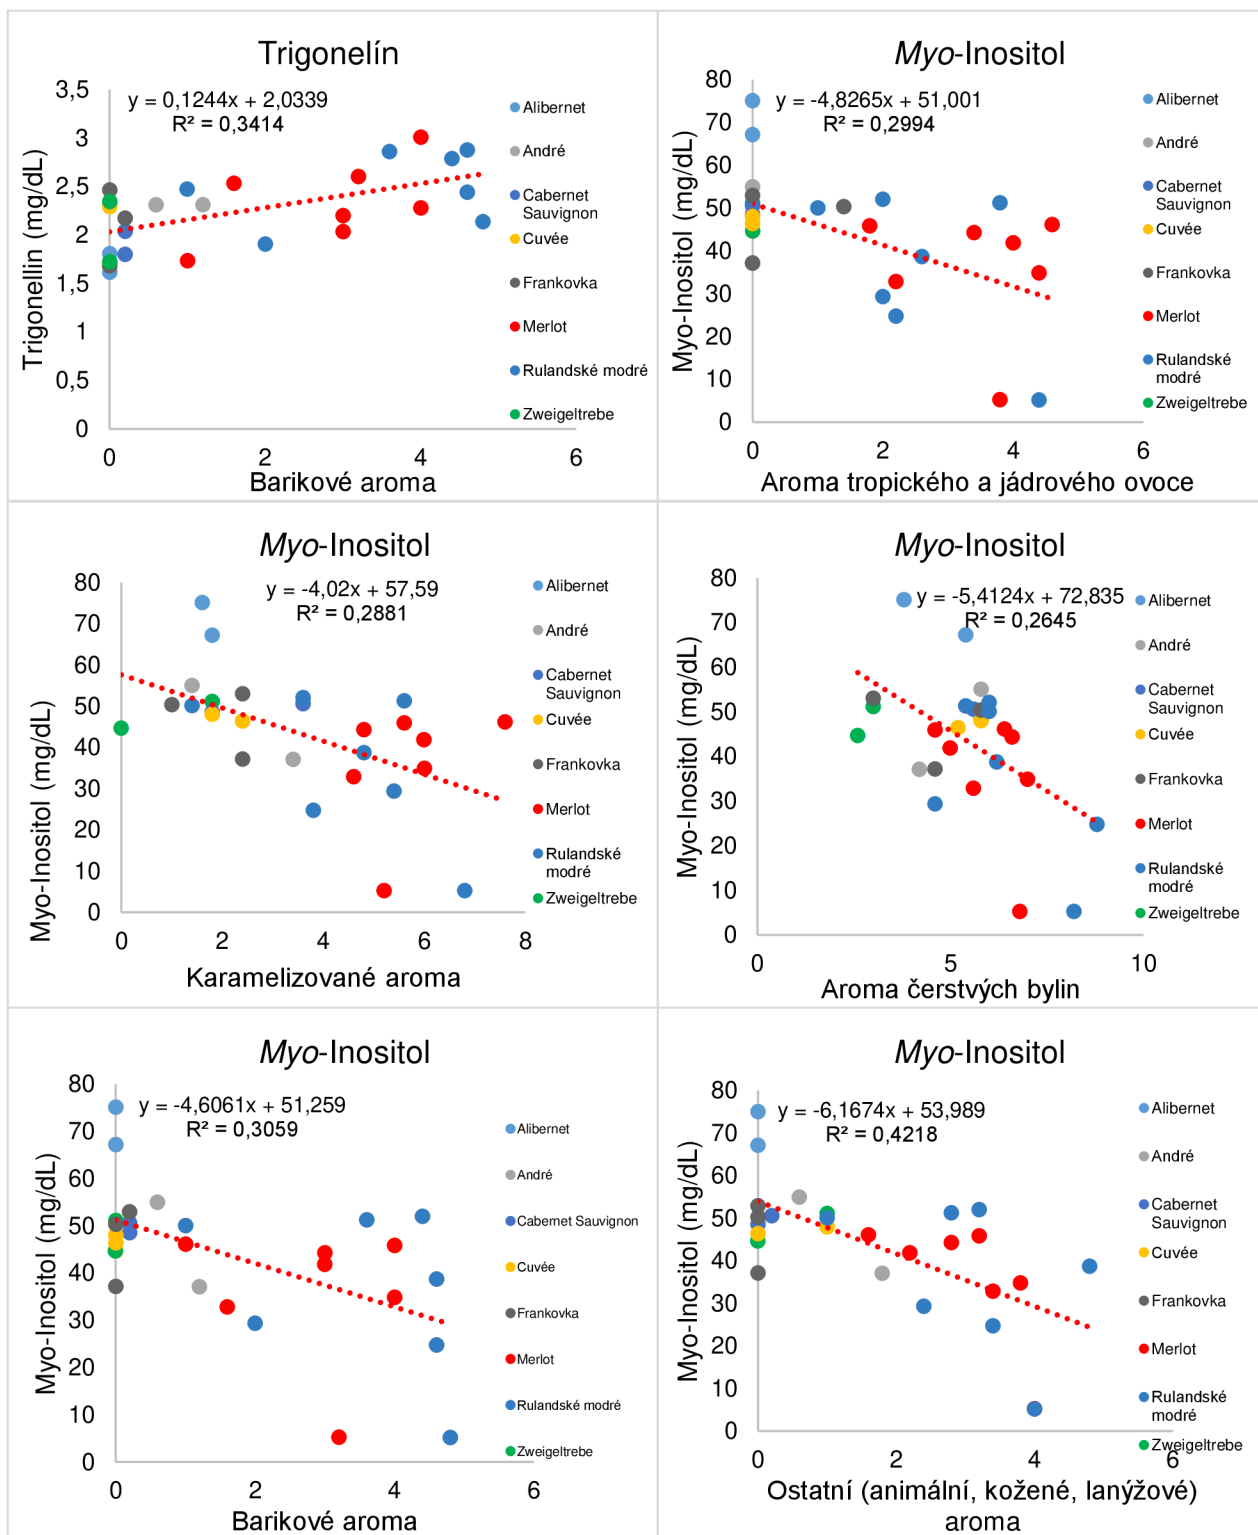 Trigonelín
y = 0,1244x + 2,0339
R² = 0,3414
Trigonellin (mg/dL)
3,5
3
2,5
2
1,5
1
0,5
0
0
2
4
6
Barikové aroma
Alibernet
André
Cabernet
Sauvignon
Cuvée
Frankovka
Merlot
Rulandské modré
Zweigeltrebe
Myo-Inositol
y = -4,8265x + 51,001
R² = 0,2994
Myo-Inositol (mg/dL)
80
70
60
50
40
30
20
10
0
0
2
4
6
Aroma tropického a jádrového ovoce
Alibernet
André
Cabernet
Sauvignon
Cuvée
Frankovka
Merlot
Rulandské
modré
Zweigeltrebe
Myo-Inositol
y = -4,02x + 57,59
R² = 0,2881
Myo-Inositol (mg/dL)
80
70
60
50
40
30
20
10
0
0
2
4
6
8
Karamelizované aroma
Alibernet
André
Cabernet
Sauvignon
Cuvée
Frankovka
Merlot
Rulandské
modré
Zweigeltrebe
Myo-Inositol
y = -5,4124x + 72,835
R² = 0,2645
Myo-Inositol (mg/dL)
80
70
60
50
40
30
20
10
0
0
5
10
Aroma čerstvých bylin
Alibernet
André
Cabernet
Sauvignon
Cuvée
Frankovka
Merlot
Rulandské
modré
Zweigeltrebe
Myo-Inositol
y = -4,6061x + 51,259
R² = 0,3059
Myo-Inositol (mg/dL)
80
70
60
50
40
30
20
10
0
0
2
4
6
Barikové aroma
Alibernet
André
Cabernet Sauvignon
Cuvée
Frankovka
Merlot
Rulandské modré
Zweigeltrebe
Myo-Inositol
y = -6,1674x + 53,989
R² = 0,4218
Myo-Inositol (mg/dL)
80
70
60
50
40
30
20
10
0
0
2
4
6
Ostatní (animální, kožené, lanýžové)
aroma
Alibernet
André
Cabernet
Sauvignon
Cuvée
Frankovka
Merlot
Rulandské
modré
Zweigeltrebe